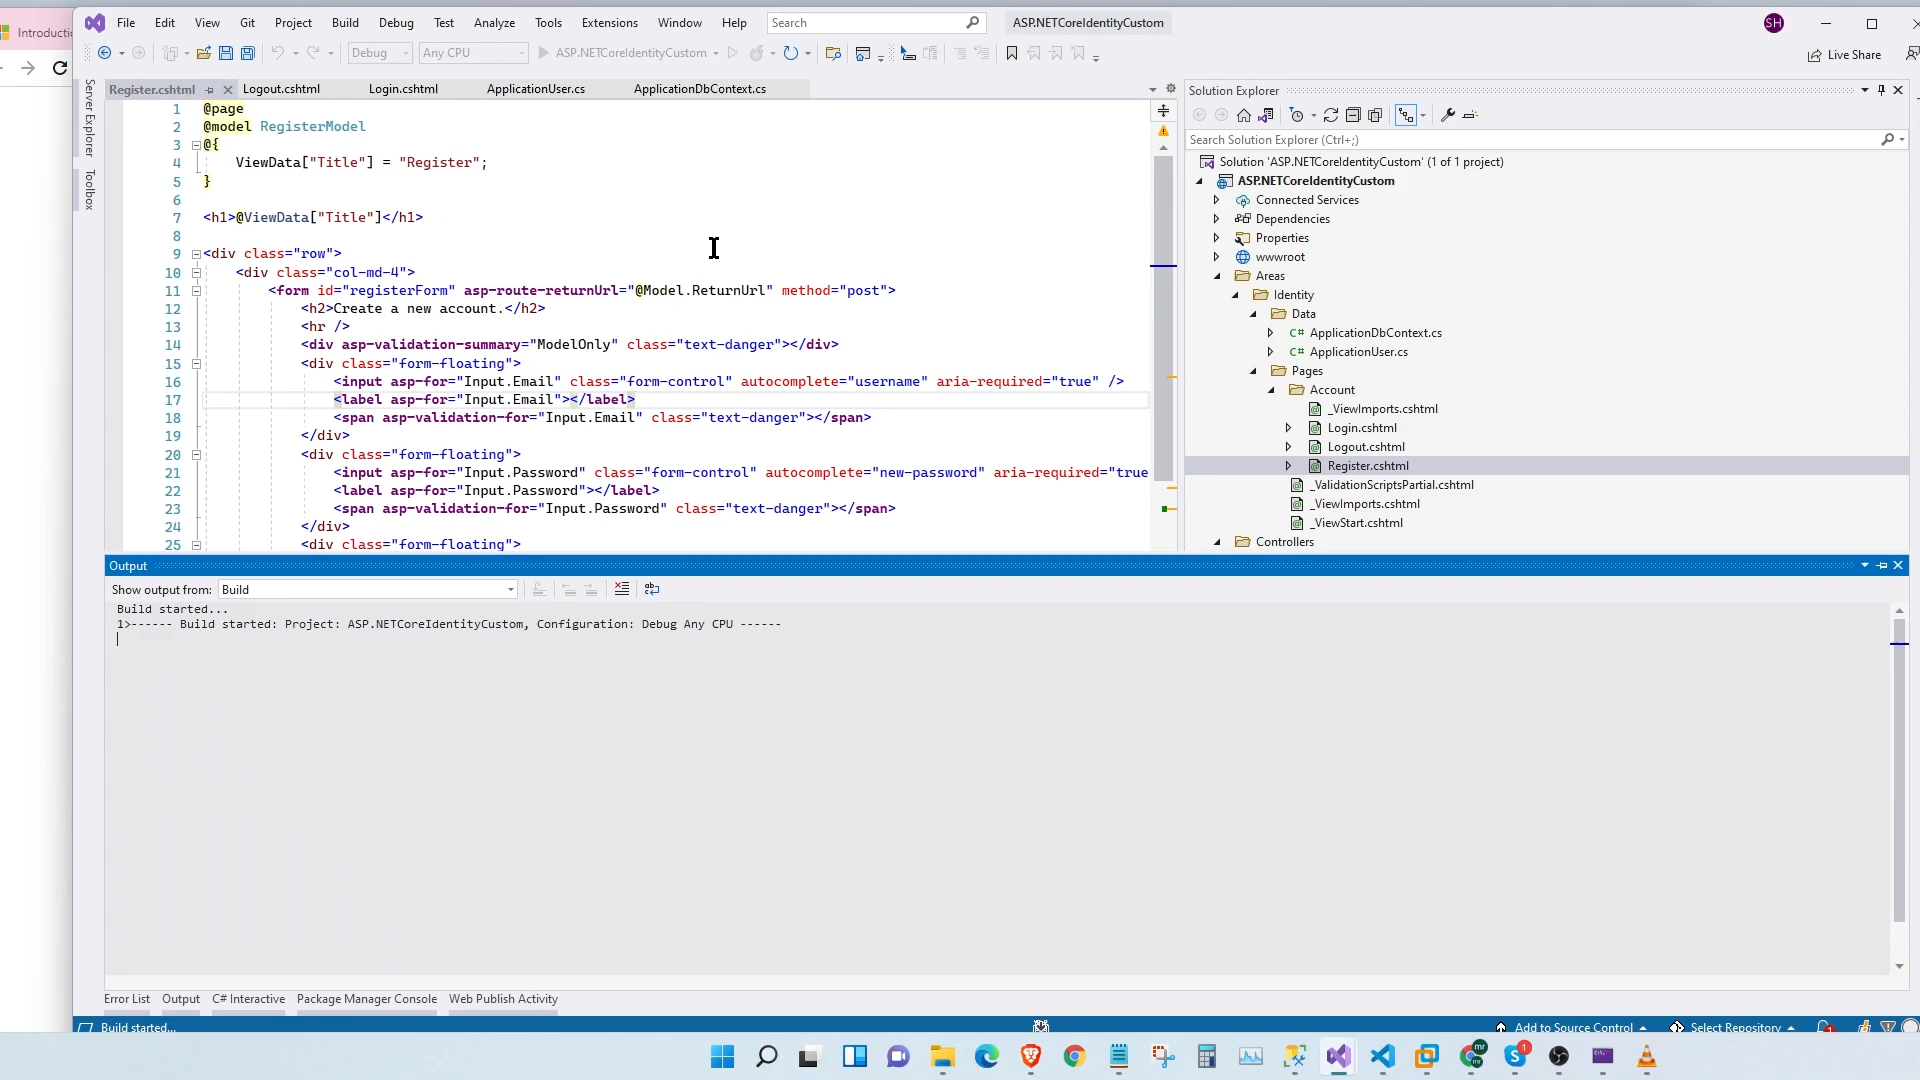 Introductio
File Edit View Git Project Build Debug Test Analyze Tools Extensions Window Help Search ASP.NETCoreIdentityCustom SH
Debug Any CPU ASP.NETCoreIdentityCustom Live Share
Server Explorer
Toolbox
Register.cshtml Logout.cshtml Login.cshtml ApplicationUser.cs ApplicationDbContext.cs
1 @page
2 @model RegisterModel
3 @{
4 ViewData["Title"] = "Register";
5 }
6
7 <h1>@ViewData["Title"]</h1>
8
9 <div class="row">
10 <div class="col-md-4">
11 <form id="registerForm" asp-route-returnUrl="@Model.ReturnUrl" method="post">
12 <h2>Create a new account.</h2>
13 <hr />
14 <div asp-validation-summary="ModelOnly" class="text-danger"></div>
15 <div class="form-floating">
16 <input asp-for="Input.Email" class="form-control" autocomplete="username" aria-required="true" />
17 <label asp-for="Input.Email"></label>
18 <span asp-validation-for="Input.Email" class="text-danger"></span>
19 </div>
20 <div class="form-floating">
21 <input asp-for="Input.Password" class="form-control" autocomplete="new-password" aria-required="true
22 <label asp-for="Input.Password"></label>
23 <span asp-validation-for="Input.Password" class="text-danger"></span>
24 </div>
25 <div class="form-floating">
Solution Explorer
Search Solution Explorer (Ctrl+;)
Solution 'ASP.NETCoreIdentityCustom' (1 of 1 project)
ASP.NETCoreIdentityCustom
Connected Services
Dependencies
Properties
wwwroot
Areas
Identity
Data
C# ApplicationDbContext.cs
C# ApplicationUser.cs
Pages
Account
_ViewImports.cshtml
Login.cshtml
Logout.cshtml
Register.cshtml
_ValidationScriptsPartial.cshtml
_ViewImports.cshtml
_ViewStart.cshtml
Controllers
Output
Show output from: Build
Build started...
1>------ Build started: Project: ASP.NETCoreIdentityCustom, Configuration: Debug Any CPU ------
Error List Output C# Interactive Package Manager Console Web Publish Activity
Build started... Add to Source Control Select Repository 1
mr
mr
1